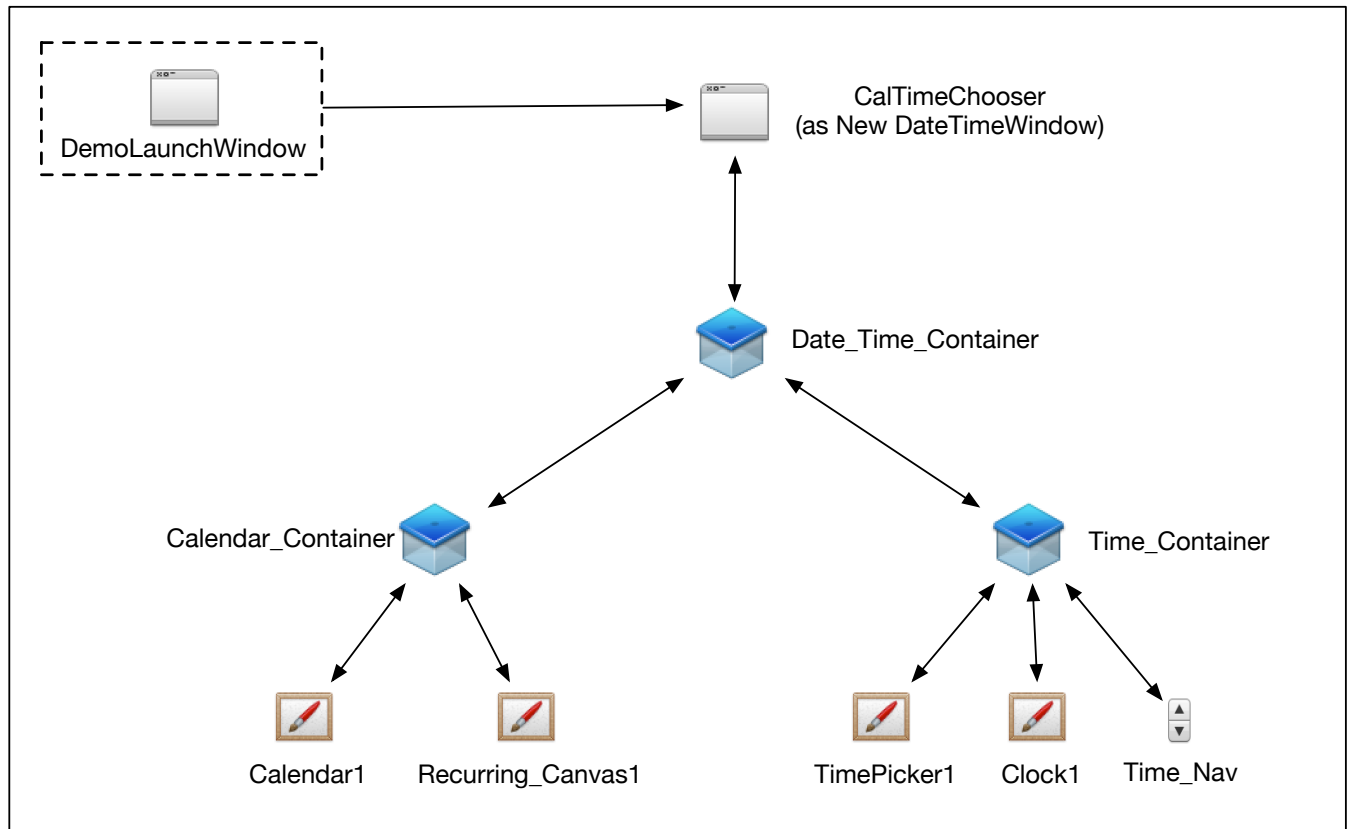 DemoLaunchWindow
CalTimeChooser
(as New DateTimeWindow)
Date_Time_Container
Calendar_Container
Time_Container
Calendar1
Recurring_Canvas1
TimePicker1
Clock1
Time_Nav